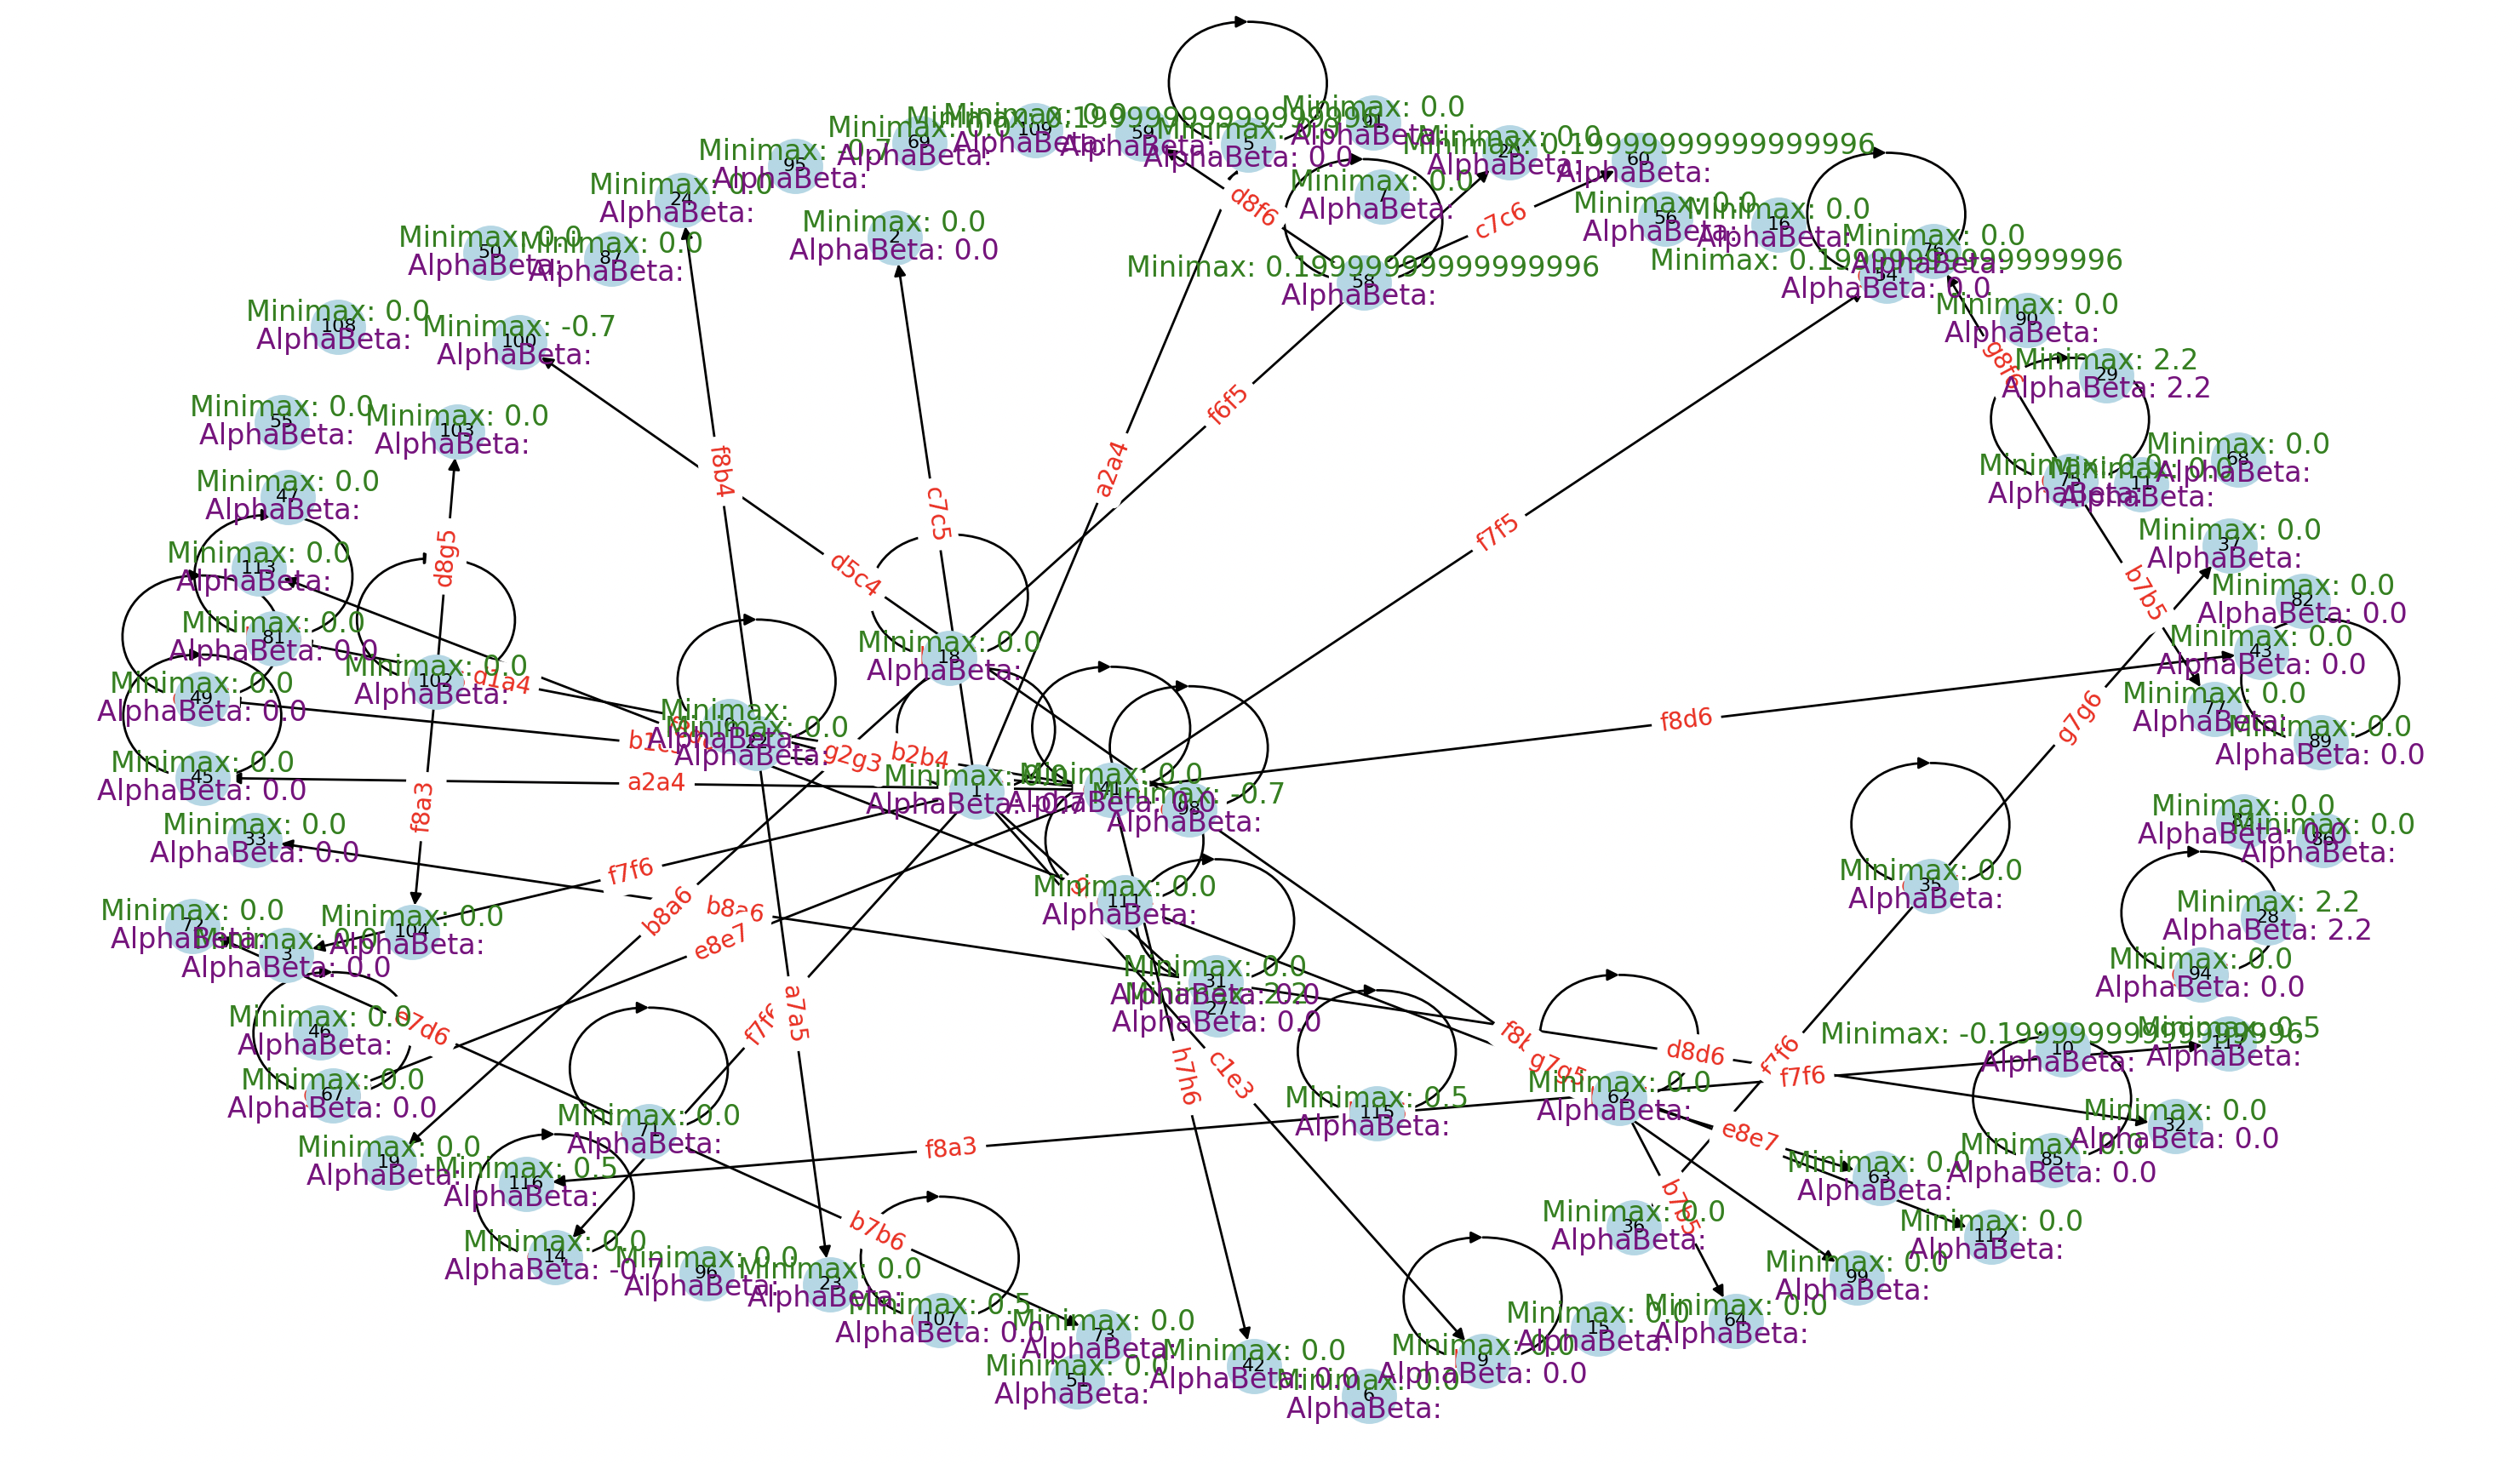 Minimax: 0.0
109
AlphaBeta:
Minimax: 0.19999999999999996
59
AlphaBeta:
Minimax: 0.0
69
AlphaBeta:
5
AlphaBeta: 0.0
Minimax: 0.0
91
AlphaBeta:
Minimax: 0.0
AlphaBeta:
Minimax: 0.19999999999999996
60
AlphaBeta:
Minimax: -0.7
95
AlphaBeta:
Minimax: 0.0
24
AlphaBeta:
Minimax: 0.0
7
AlphaBeta:
d8f6
c7c6
Minimax: 0.0
56
AlphaBeta:
Minimax: 0.0
16
AlphaBeta:
Minimax: 0.0
2
AlphaBeta: 0.0
Minimax: 0.0
50
AlphaBeta:
Minimax: 0.0
87
AlphaBeta:
Minimax: 0.0
76
AlphaBeta:
Minimax: 0.19999999999999996
54
AlphaBeta: 0.0
Minimax: 0.19999999999999996
58
AlphaBeta:
Minimax: 0.0
108
AlphaBeta:
Minimax: -0.7
100
AlphaBeta:
Minimax: 0.0
90
AlphaBeta:
g8f6
Minimax: 2.2
29
AlphaBeta: 2.2
f6f5
Minimax: 0.0
55
AlphaBeta:
Minimax: 0.0
103
AlphaBeta:
f8b4
a2a4
Minimax: 0.0
68
AlphaBeta:
Minimax: 0.0
75
AlphaBeta:
Minimax: 0.0
11
AlphaBeta:
Minimax: 0.0
47
AlphaBeta:
c7c5
f7f5
Minimax: 0.0
37
AlphaBeta:
d8g5
Minimax: 0.0
113
AlphaBeta:
d5c4
b7b5
Minimax: 0.0
82
AlphaBeta: 0.0
Minimax: 0.0
81
AlphaBeta: 0.0
Minimax: 0.0
43
AlphaBeta: 0.0
Minimax: 0.0
18
AlphaBeta:
Minimax: 0.0
102
AlphaBeta:
d1a4
Minimax: 0.0
49
AlphaBeta: 0.0
Minimax:
0
AlphaBeta:
Minimax: 0.0
22
AlphaBeta:
g2g3
b2b4
f8d6
g7g6
Minimax: 0.0
77
AlphaBeta:
Minimax: 0.0
89
AlphaBeta: 0.0
Minimax: 0.0
45
AlphaBeta: 0.0
a2a4
1
AlphaBeta: -0.7
Minimax: 0.0
41
AlphaBeta: 0.0
Minimax: -0.7
98
AlphaBeta:
f8a3
Minimax: 0.0
AlphaBeta: 0.0
Minimax: 0.0
86
AlphaBeta:
Minimax: 0.0
33
AlphaBeta: 0.0
f7f6
Minimax: 0.0
35
AlphaBeta:
Minimax: 0.0
111
AlphaBeta:
b8a6
b8a6
e8e7
Minimax: 0.0
72
AlphaBeta:
Minimax: 0.0
3
AlphaBeta: 0.0
Minimax: 0.0
104
AlphaBeta:
Minimax: 2.2
28
AlphaBeta: 2.2
Minimax: 0.0
94
AlphaBeta: 0.0
Minimax: 0.0
31
AlphaBeta: 0.0
Minimax: 2.2
27
AlphaBeta: 0.0
Minimax: 0.0
46
AlphaBeta:
a7a5
Minimax: -0.19999999999999996
10
AlphaBeta:
Minimax: 0.5
117
AlphaBeta:
h7h6
c1e3
g7g5
d8d6
f7f6
f7f6
Minimax: 0.0
67
AlphaBeta: 0.0
Minimax: 0.5
115
AlphaBeta:
Minimax: 0.0
62
AlphaBeta:
Minimax: 0.0
32
AlphaBeta: 0.0
Minimax: 0.0
71
AlphaBeta:
f8a3
e8e7
Minimax: 0.0
19
AlphaBeta:
Minimax: 0.5
116
AlphaBeta:
Minimax: 0.0
63
AlphaBeta:
Minimax: 0.0
85
AlphaBeta: 0.0
b7b6
b7b5
Minimax: 0.0
36
AlphaBeta:
Minimax: 0.0
112
AlphaBeta:
Minimax: 0.0
14
AlphaBeta: -0.7
Minimax: 0.0
96
AlphaBeta:
Minimax: 0.0
23
AlphaBeta:
Minimax: 0.0
99
AlphaBeta:
Minimax: 0.5
107
AlphaBeta: 0.0
Minimax: 0.0
73
AlphaBeta:
Minimax: 0.0
15
AlphaBeta:
Minimax: 0.0
64
AlphaBeta:
Minimax: 0.0
51
AlphaBeta:
Minimax: 0.0
42
AlphaBeta: 0.0
Minimax: 0.0
6
AlphaBeta:
Minimax: 0.0
9
AlphaBeta: 0.0